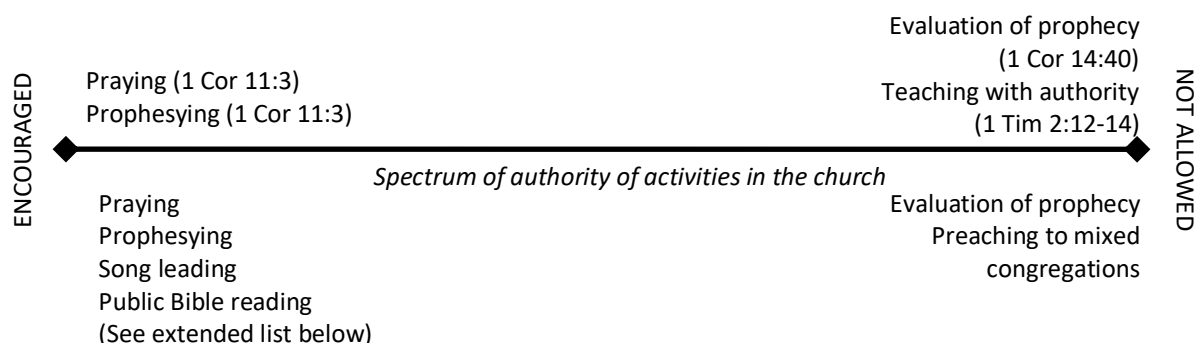 Evaluation of prophecy
(1 Cor 14:40)
Teaching with authority
(1 Tim 2:12-14)
Praying (1 Cor 11:3)
Prophesying (1 Cor 11:3)
ENCOURAGED
NOT ALLOWED
Spectrum of authority of activities in the church
Praying
Prophesying
Song leading
Public Bible reading
(See extended list below)
Evaluation of prophecy
Preaching to mixed
congregations